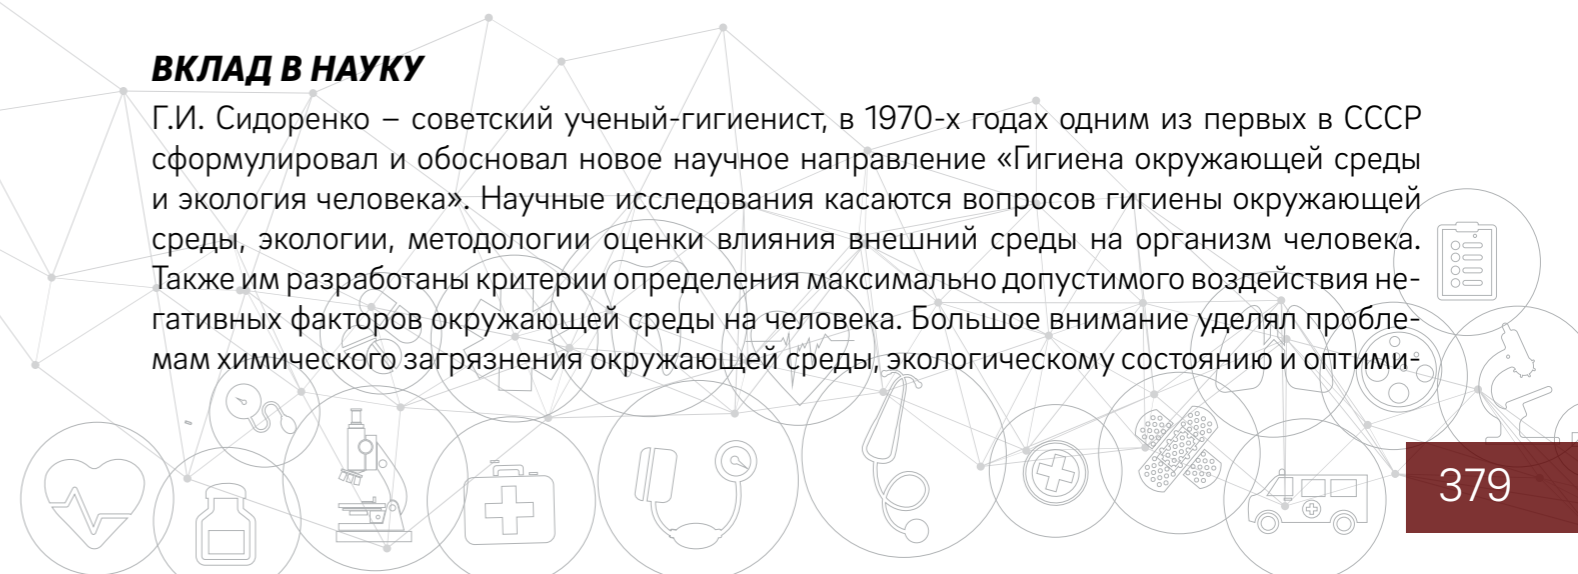 ВКЛАД В НАУКУ
Г.И. Сидоренко – советский ученый-гигиенист, в 1970-х годах одним из первых в СССР
сформулировал и обосновал новое научное направление «Гигиена окружающей среды
и экология человека». Научные исследования касаются вопросов гигиены окружающей
среды, экологии, методологии оценки влияния внешний среды на организм человека.
Также им разработаны критерии определения максимально допустимого воздействия не-
гативных факторов окружающей среды на человека. Большое внимание уделял пробле-
мам химического загрязнения окружающей среды, экологическому состоянию и оптими-
379